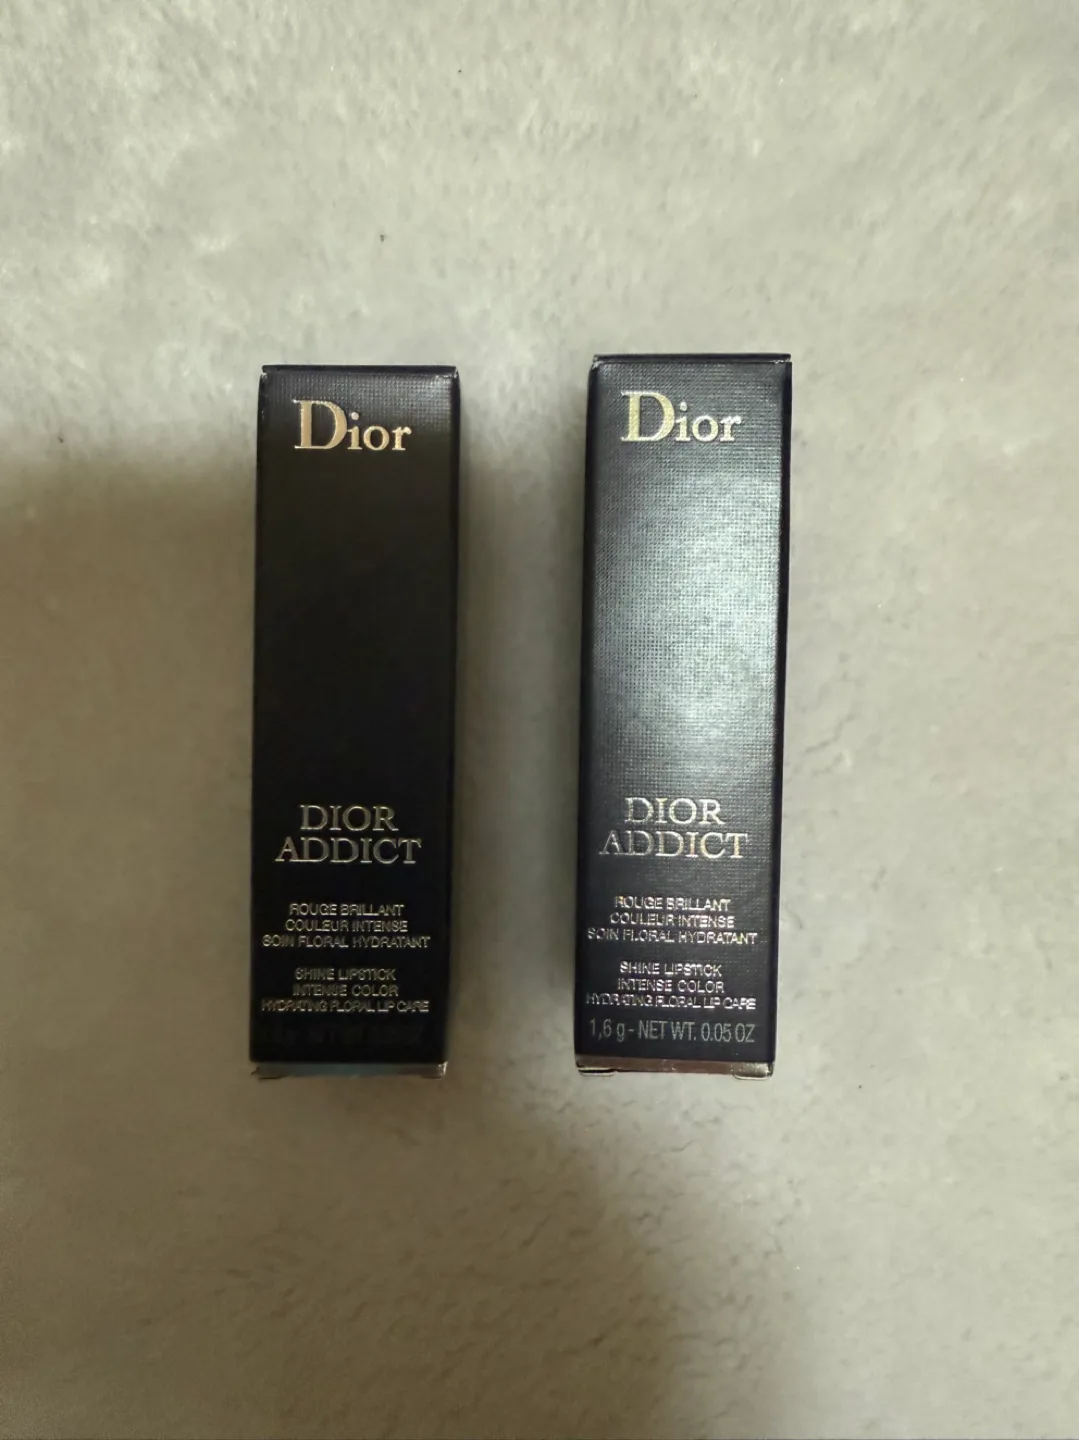 Dior
DIOR
ADDICT
ROUGE BRILLANT
COULEUR INTENSE
SOIN FLORAL HYDRATANT
SHINE LIPSTICK
INTENSE COLOR
HYDRATING FLORAL LIP CARE
Dior
DIOR
ADDICT
ROUGE BRILLANT
COULEUR INTENSE
SOIN FLORAL HYDRATANT
SHINE LIPSTICK
INTENSE COLOR
HYDRATING FLORAL LIP CARE
1,6 g - NET WT. 0.05 OZ